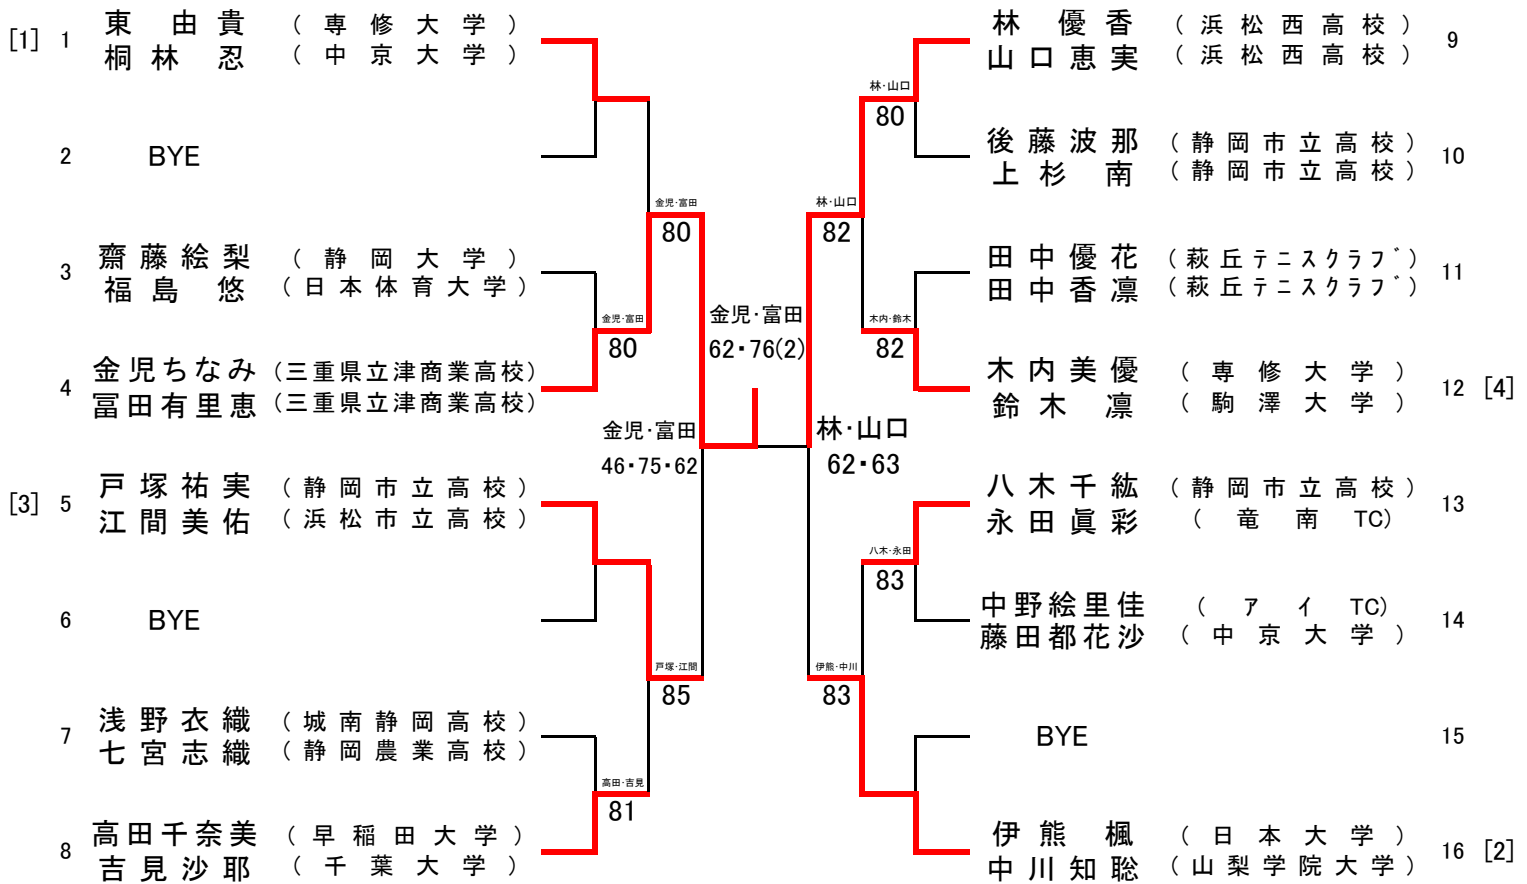 [1] 1 東 由 貴 ( 専 修 大 学 )
桐 林 忍 ( 中 京 大 学 )
2 BYE
3 齋 藤 絵 梨 ( 静 岡 大 学 )
福 島 悠 ( 日 本 体 育 大 学 )
4 金 児 ち な み (三重県立津商業高校)
冨 田 有 里 恵 (三重県立津商業高校)
[3] 5 戸 塚 祐 実 ( 静 岡 市 立 高 校 )
江 間 美 佑 ( 浜 松 市 立 高 校 )
6 BYE
7 浅 野 衣 織 ( 城 南 静 岡 高 校 )
七 宮 志 織 ( 静 岡 農 業 高 校 )
8 高 田 千 奈 美 ( 早 稲 田 大 学 )
吉 見 沙 耶 ( 千 葉 大 学 )
金児・富田
80
高田・吉見
81
金児・富田
80
戸塚・江間
85
金児・富田
46・75・62
金児・富田
62・76(2)
林・山口
62・63
林・山口
82
伊熊・中川
83
林・山口
80
木内・鈴木
82
八木・永田
83
林 優 香 ( 浜 松 西 高 校 ) 9
山 口 恵 実 ( 浜 松 西 高 校 )
後 藤 波 那 ( 静 岡 市 立 高 校 ) 10
上 杉 南 ( 静 岡 市 立 高 校 )
田 中 優 花 ( 萩 丘 ﾃ ﾆ ｽ ｸ ﾗ ﾌ ﾞ ) 11
田 中 香 凛 ( 萩 丘 ﾃ ﾆ ｽ ｸ ﾗ ﾌ ﾞ )
木 内 美 優 ( 専 修 大 学 ) 12 [4]
鈴 木 凛 ( 駒 澤 大 学 )
八 木 千 紘 ( 静 岡 市 立 高 校 ) 13
永 田 眞 彩 ( 竜 南 TC)
中 野 絵 里 佳 ( ア イ TC) 14
藤 田 都 花 沙 ( 中 京 大 学 )
BYE 15
伊 熊 楓 ( 日 本 大 学 ) 16 [2]
中 川 知 聡 ( 山 梨 学 院 大 学 )